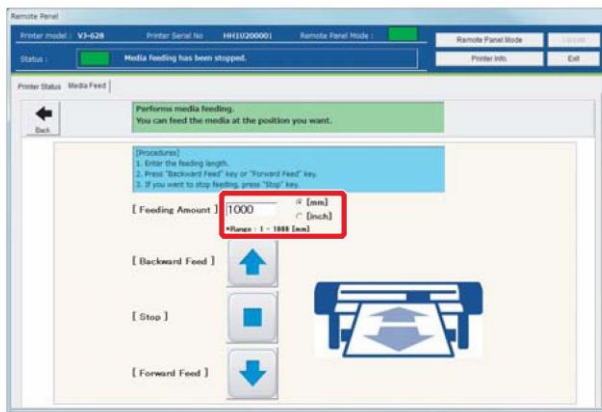 Remote Panel
Printer model : VJ-628 Printer Serial No HH1U200001 Remote Panel Mode :
Remote Panel Mode
Status : Media feeding has been stopped.
Printer Info. Exit
Printer Status Media Feed
Back
Performs media feeding.
You can feed the media at the position you want.
[Procedures]
1. Enter the feeding length.
2. Press "Backward Feed" key or "Forward Feed" key.
3. If you want to stop feeding, press "Stop" key.
[ Feeding Amount ] 1000 [mm]
[inch]
*Range : 1 - 1000 [mm]
[ Backward Feed ]
[ Stop ]
[ Forward Feed ]